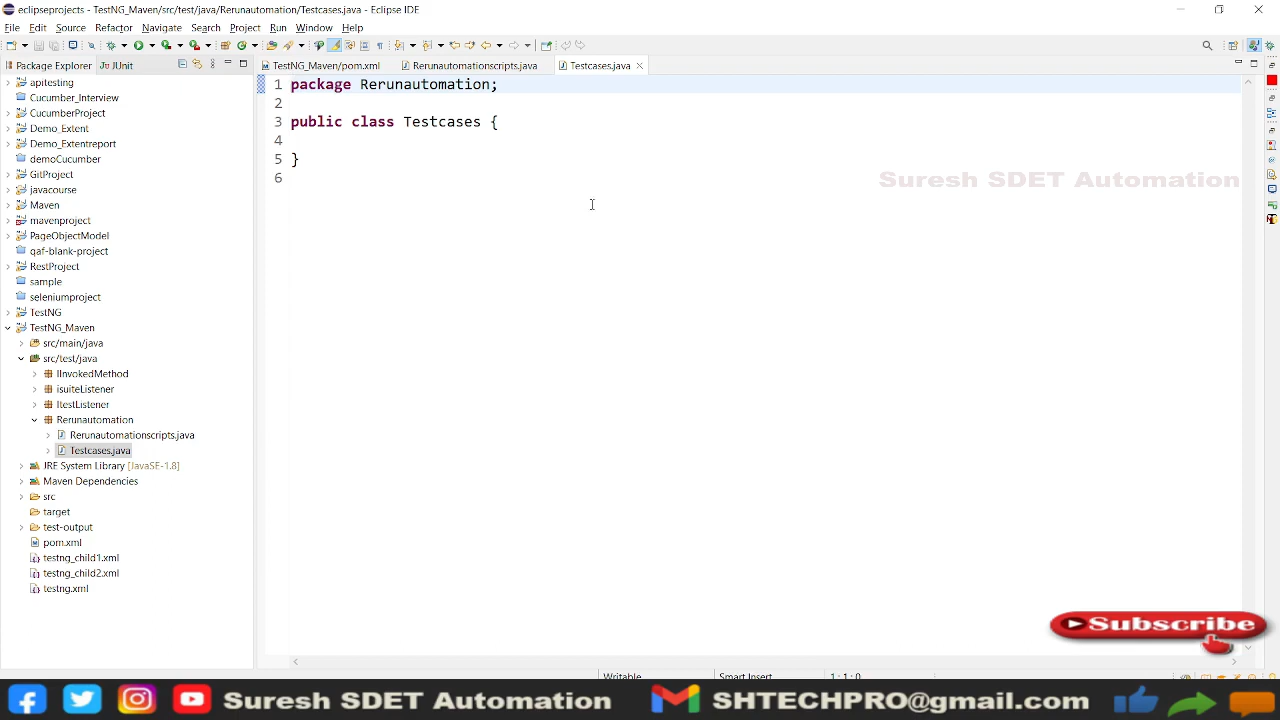 eclipseprojects - TestNG_Maven/src/test/java/Rerunautomation/Testcases.java - Eclipse IDE
File Edit Source Refactor Navigate Search Project Run Window Help
Package Explorer JUnit
TestNG_Maven/pom.xml Rerunautomationscripts.java Testcases.java
apitesting
Cucumber_Interview
CucumberProject
Demo_Extent
Demo_Extentreport
demoCucumber
GitProject
javacourse
Maven
mavenproject
PageObjectModel
qaf-blank-project
RestProject
sample
seleniumproject
TestNG
TestNG_Maven
src/main/java
src/test/java
IInvokedMethod
isuiteListener
ItestListener
Rerunautomation
Rerunautomationscripts.java
Testcases.java
JRE System Library [JavaSE-1.8]
Maven Dependencies
src
target
test-output
pom.xml
testng_child1.xml
testng_child2.xml
testng.xml
1 package Rerunautomation;
2
3 public class Testcases {
4
5 }
6
Suresh SDET Automation
Subscribe
Writable Smart Insert 1 : 1 : 0
Suresh SDET Automation SHTECHPRO@gmail.com